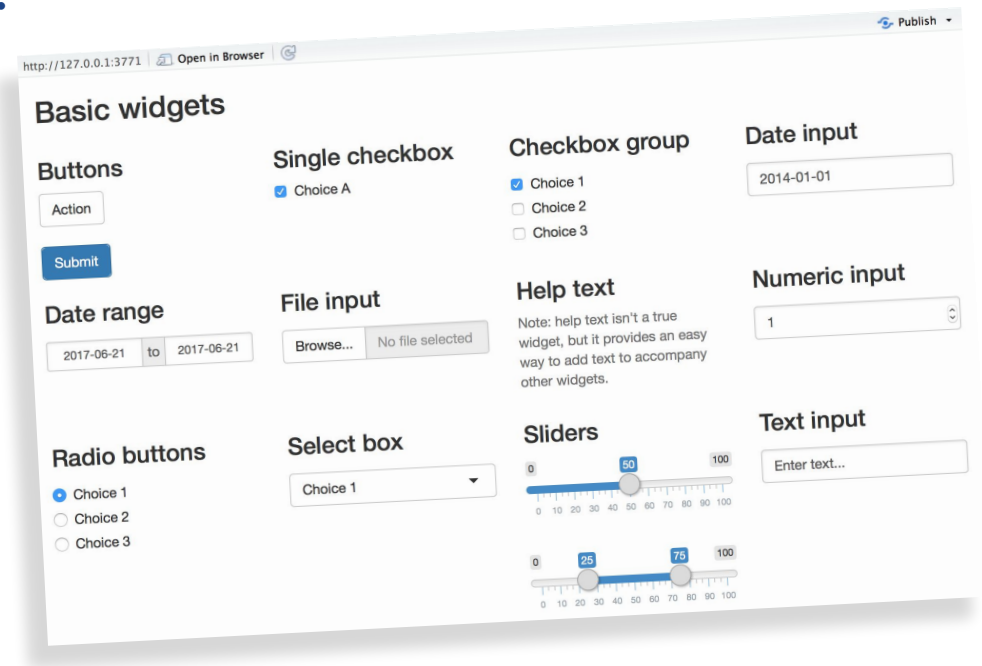 http://127.0.0.1:3771 Open in Browser Publish
Basic widgets
Buttons
Action
Submit
Single checkbox
Choice A
Checkbox group
Choice 1
Choice 2
Choice 3
Date input
2014-01-01
Date range
2017-06-21 to 2017-06-21
File input
Browse... No file selected
Help text
Note: help text isn't a true
widget, but it provides an easy
way to add text to accompany
other widgets.
Numeric input
1
Radio buttons
Choice 1
Choice 2
Choice 3
Select box
Choice 1
Sliders
0 50 100
0 10 20 30 40 50 60 70 80 90 100
0 25 75 100
0 10 20 30 40 50 60 70 80 90 100
Text input
Enter text...